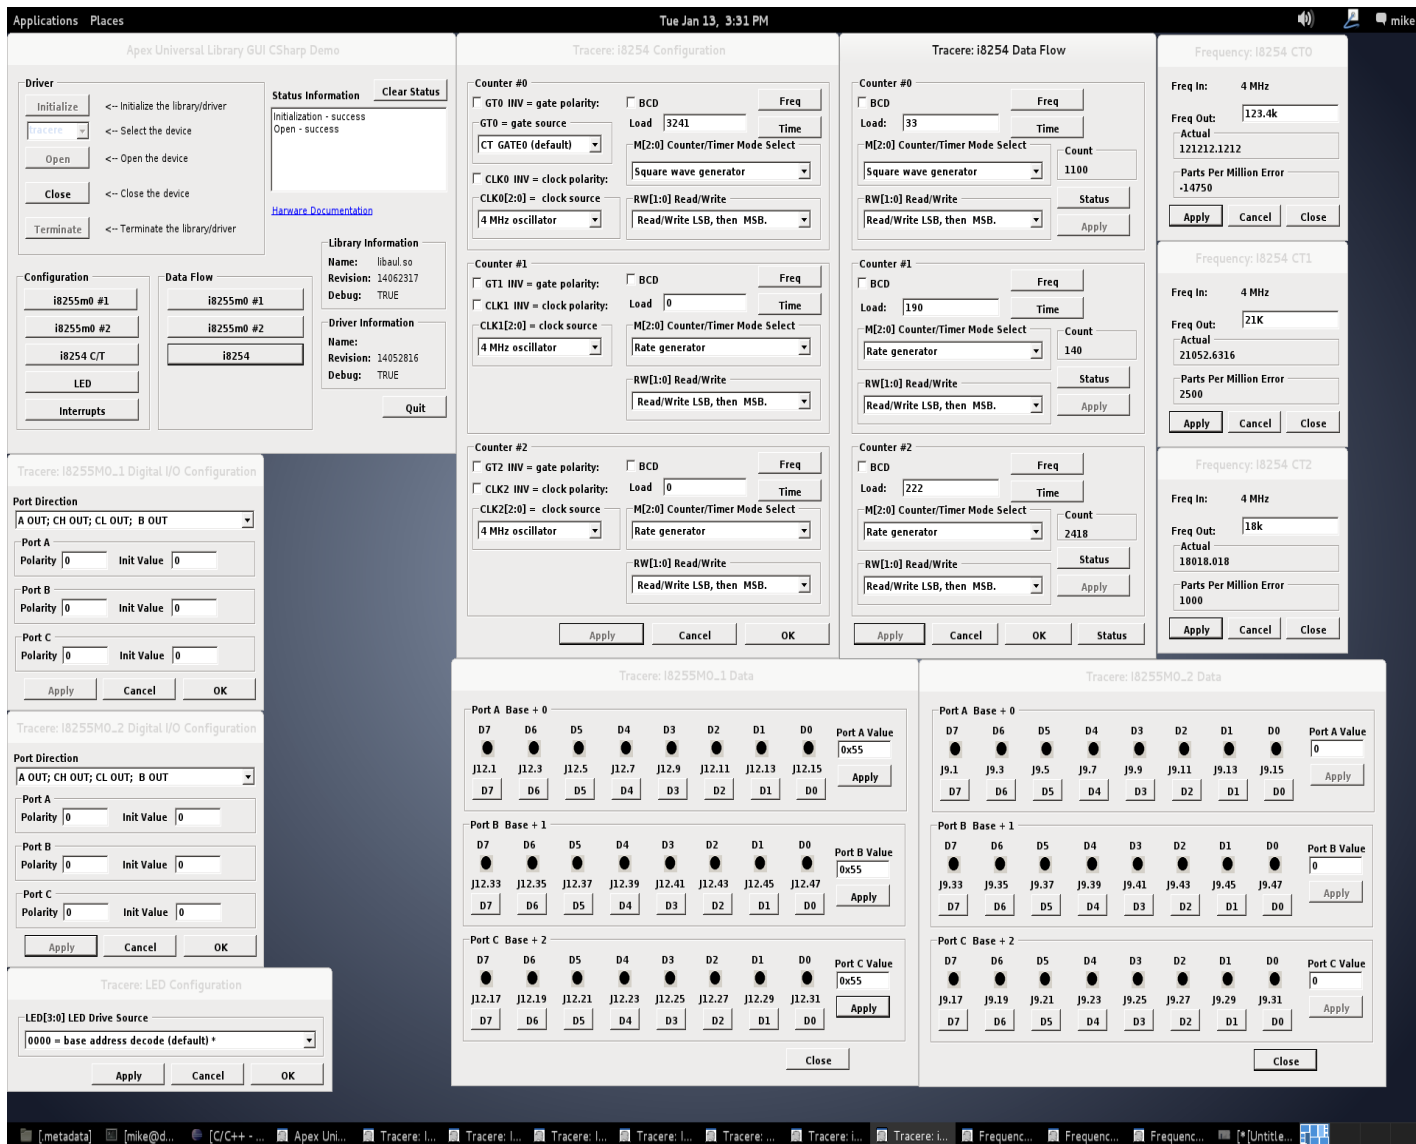 Applications Places
Tue Jan 13, 3:31 PM
mike
Apex Universal Library GUI CSharp Demo
Driver
Initialize <-- Initialize the library/driver
tracere <-- Select the device
Open <-- Open the device
Close <-- Close the device
Terminate <-- Terminate the library/driver
Status Information
Clear Status
Initialization - success
Open - success
Harware Documentation
Library Information
Name: libaul.so
Revision: 14062317
Debug: TRUE
Driver Information
Name:
Revision: 14052816
Debug: TRUE
Quit
Configuration
i8255m0 #1
i8255m0 #2
i8254 C/T
LED
Interrupts
Data Flow
i8255m0 #1
i8255m0 #2
i8254
Tracere: i8254 Configuration
Counter #0
GT0 INV = gate polarity:
GT0 = gate source
CT GATE0 (default)
CLK0 INV = clock polarity:
CLK0[2:0] = clock source
4 MHz oscillator
BCD
Load 3241
Freq
Time
M[2:0] Counter/Timer Mode Select
Square wave generator
RW[1:0] Read/Write
Read/Write LSB, then MSB.
Counter #1
GT1 INV = gate polarity:
CLK1 INV = clock polarity:
CLK1[2:0] = clock source
4 MHz oscillator
BCD
Load 0
Freq
Time
M[2:0] Counter/Timer Mode Select
Rate generator
RW[1:0] Read/Write
Read/Write LSB, then MSB.
Counter #2
GT2 INV = gate polarity:
CLK2 INV = clock polarity:
CLK2[2:0] = clock source
4 MHz oscillator
BCD
Load 0
Freq
Time
M[2:0] Counter/Timer Mode Select
Rate generator
RW[1:0] Read/Write
Read/Write LSB, then MSB.
Apply Cancel OK
Tracere: i8254 Data Flow
Counter #0
BCD
Load: 33
Freq
Time
M[2:0] Counter/Timer Mode Select
Square wave generator
RW[1:0] Read/Write
Read/Write LSB, then MSB.
Count
1100
Status
Apply
Counter #1
BCD
Load: 190
Freq
Time
M[2:0] Counter/Timer Mode Select
Rate generator
RW[1:0] Read/Write
Read/Write LSB, then MSB.
Count
140
Status
Apply
Counter #2
BCD
Load: 222
Freq
Time
M[2:0] Counter/Timer Mode Select
Rate generator
RW[1:0] Read/Write
Read/Write LSB, then MSB.
Count
2418
Status
Apply
Apply Cancel OK Status
Frequency: I8254 CT0
Freq In: 4 MHz
Freq Out: 123.4k
Actual
121212.1212
Parts Per Million Error
-14750
Apply Cancel Close
Frequency: I8254 CT1
Freq In: 4 MHz
Freq Out: 21K
Actual
21052.6316
Parts Per Million Error
2500
Apply Cancel Close
Frequency: I8254 CT2
Freq In: 4 MHz
Freq Out: 18k
Actual
18018.018
Parts Per Million Error
1000
Apply Cancel Close
Tracere: I8255M0_1 Digital I/O Configuration
Port Direction
A OUT; CH OUT; CL OUT; B OUT
Port A
Polarity 0 Init Value 0
Port B
Polarity 0 Init Value 0
Port C
Polarity 0 Init Value 0
Apply Cancel OK
Tracere: I8255M0_2 Digital I/O Configuration
Port Direction
A OUT; CH OUT; CL OUT; B OUT
Port A
Polarity 0 Init Value 0
Port B
Polarity 0 Init Value 0
Port C
Polarity 0 Init Value 0
Apply Cancel OK
Tracere: LED Configuration
LED[3:0] LED Drive Source
0000 = base address decode (default) *
Apply Cancel OK
Tracere: I8255M0_1 Data
Port A Base + 0
D7 D6 D5 D4 D3 D2 D1 D0
J12.1 J12.3 J12.5 J12.7 J12.9 J12.11 J12.13 J12.15
D7 D6 D5 D4 D3 D2 D1 D0
Port A Value
0x55
Apply
Port B Base + 1
D7 D6 D5 D4 D3 D2 D1 D0
J12.33 J12.35 J12.37 J12.39 J12.41 J12.43 J12.45 J12.47
D7 D6 D5 D4 D3 D2 D1 D0
Port B Value
0x55
Apply
Port C Base + 2
D7 D6 D5 D4 D3 D2 D1 D0
J12.17 J12.19 J12.21 J12.23 J12.25 J12.27 J12.29 J12.31
D7 D6 D5 D4 D3 D2 D1 D0
Port C Value
0x55
Apply
Close
Tracere: I8255M0_2 Data
Port A Base + 0
D7 D6 D5 D4 D3 D2 D1 D0
J9.1 J9.3 J9.5 J9.7 J9.9 J9.11 J9.13 J9.15
D7 D6 D5 D4 D3 D2 D1 D0
Port A Value
0
Apply
Port B Base + 1
D7 D6 D5 D4 D3 D2 D1 D0
J9.33 J9.35 J9.37 J9.39 J9.41 J9.43 J9.45 J9.47
D7 D6 D5 D4 D3 D2 D1 D0
Port B Value
0
Apply
Port C Base + 2
D7 D6 D5 D4 D3 D2 D1 D0
J9.17 J9.19 J9.21 J9.23 J9.25 J9.27 J9.29 J9.31
D7 D6 D5 D4 D3 D2 D1 D0
Port C Value
0
Apply
Close
[.metadata] [mike@d... [C/C++ - ... Apex Uni... Tracere: I... Tracere: I... Tracere: I... Tracere: I... Tracere: ... Tracere: i... Tracere: i... Frequenc... Frequenc... Frequenc... [*[Untitle...